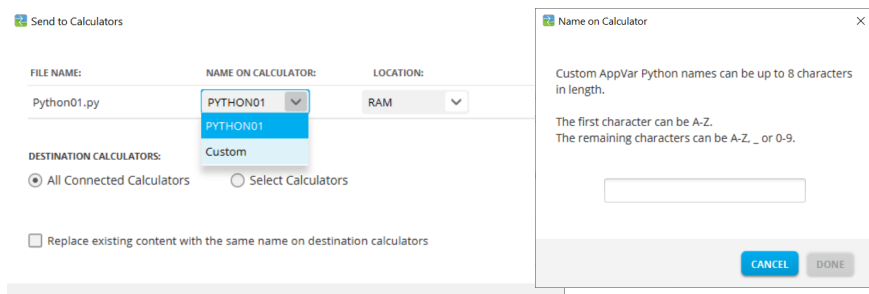 Send to Calculators
FILE NAME: NAME ON CALCULATOR: LOCATION:
Python01.py PYTHON01 RAM
PYTHON01
Custom
DESTINATION CALCULATORS:
All Connected Calculators Select Calculators
Replace existing content with the same name on destination calculators
Name on Calculator
Custom AppVar Python names can be up to 8 characters
in length.
The first character can be A-Z.
The remaining characters can be A-Z, _ or 0-9.
CANCEL DONE